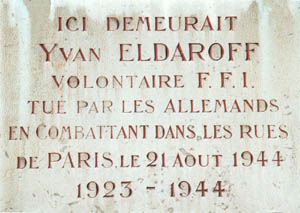 ICI DEMEURAIT
YVAN ELDAROFF
VOLONTAIRE F.F.I.
TUÉ PAR LES ALLEMANDS
EN COMBATTANT DANS LES RUES
DE PARIS LE 21 AOUT 1944
1923 - 1944